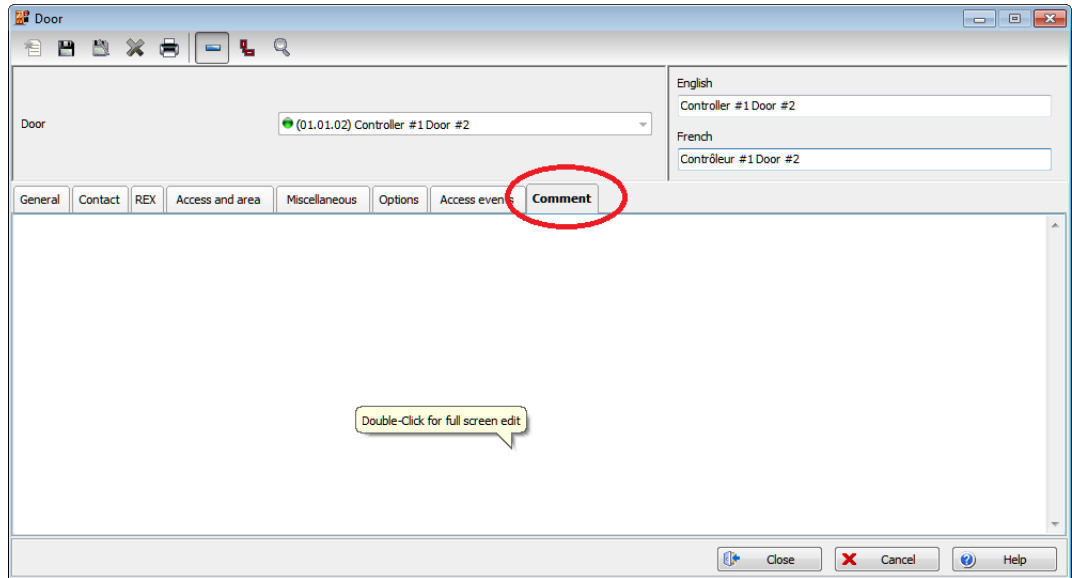 Door
English
Controller #1 Door #2
Door
(01.01.02) Controller #1 Door #2
French
Contrôleur #1 Door #2
General Contact REX Access and area Miscellaneous Options Access events Comment
Double-Click for full screen edit
Close Cancel Help